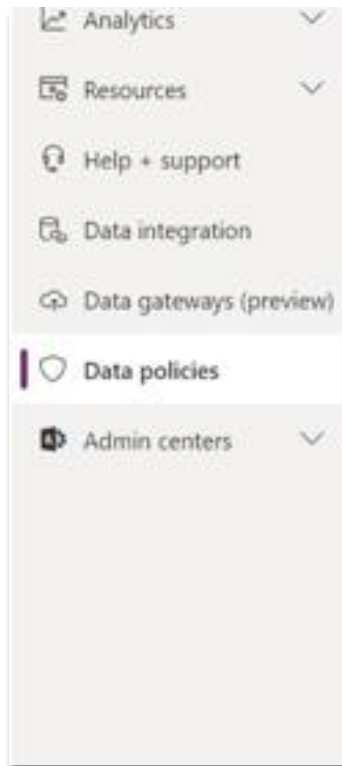 Analytics
Resources
Help + support
Data integration
Data gateways (preview)
Data policies
Admin centers